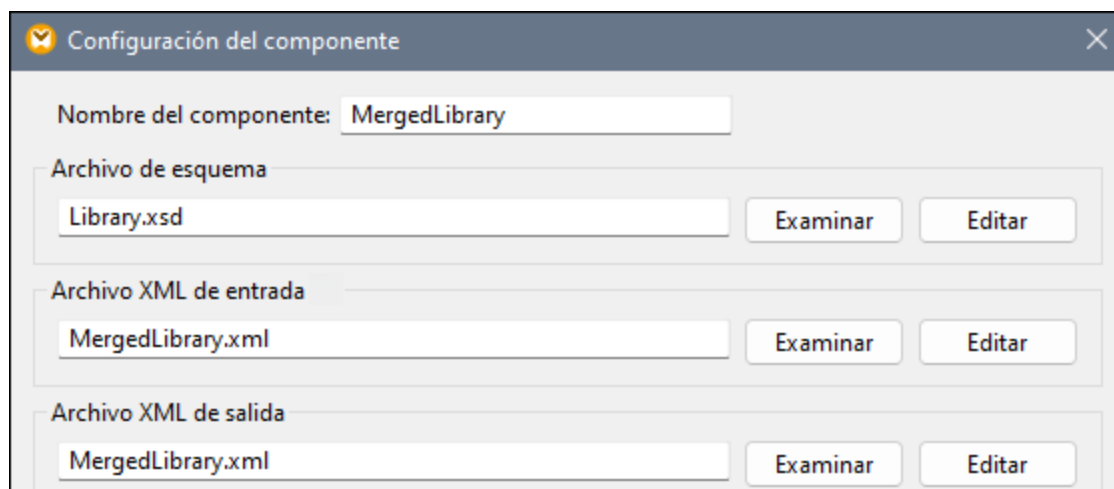 Configuración del componente
Nombre del componente: MergedLibrary
Archivo de esquema
Library.xsd Examinar Editar
Archivo XML de entrada
MergedLibrary.xml Examinar Editar
Archivo XML de salida
MergedLibrary.xml Examinar Editar